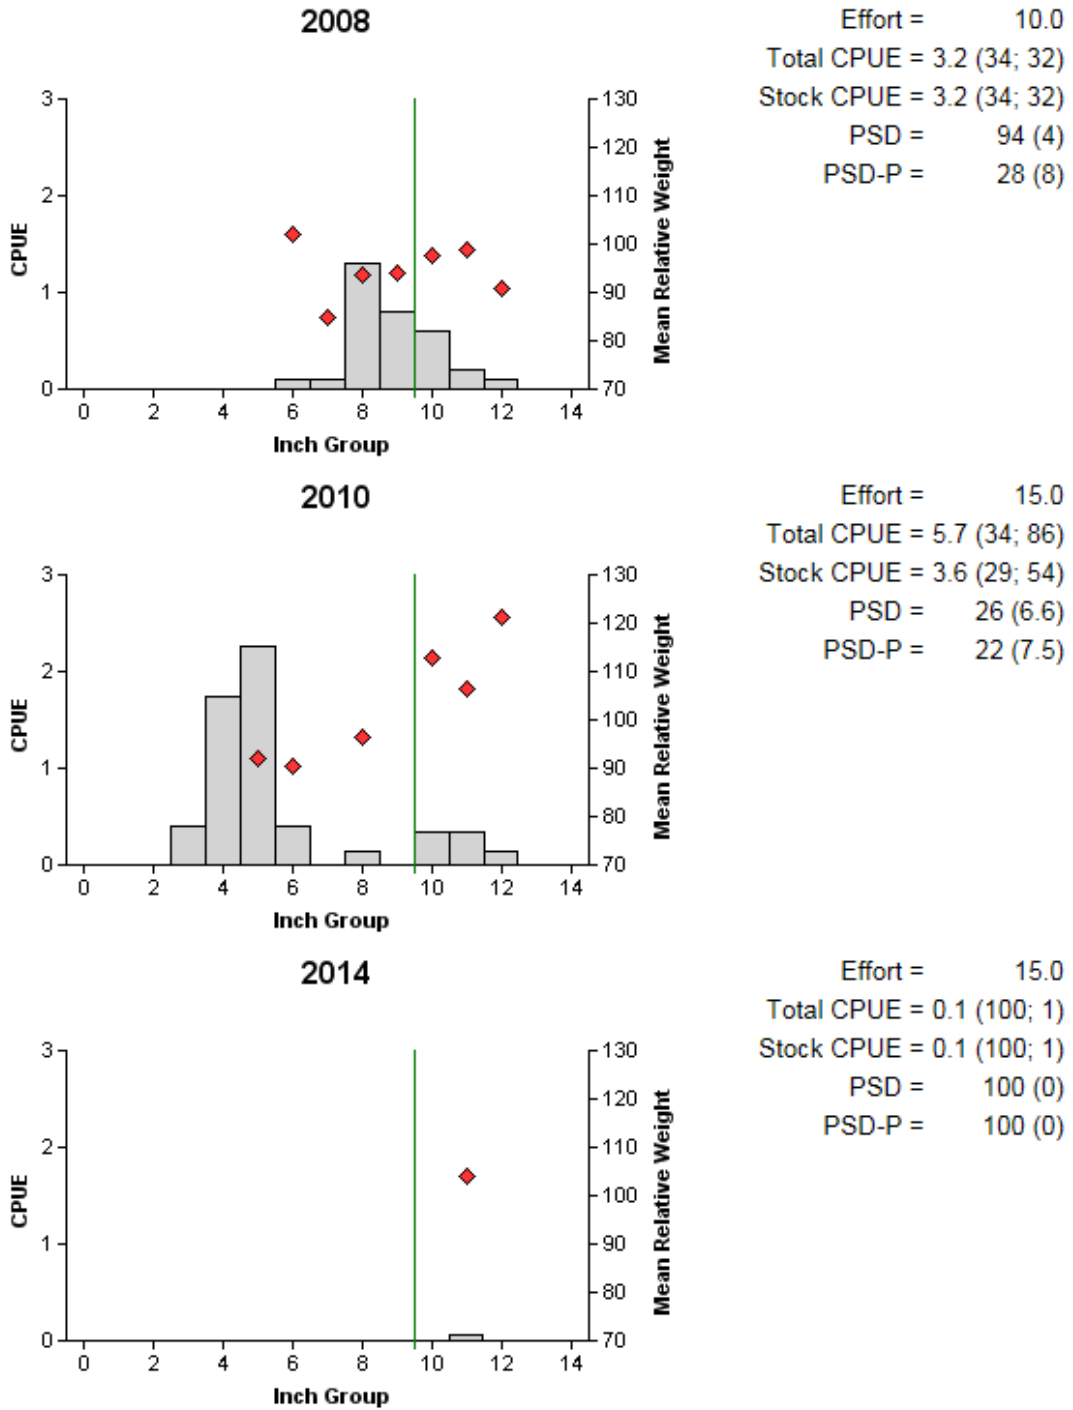 2008
Effort = 10.0
Total CPUE = 3.2 (34; 32)
Stock CPUE = 3.2 (34; 32)
PSD = 94 (4)
PSD-P = 28 (8)
3
2
1
0
CPUE
130
120
110
100
90
80
70
Mean Relative Weight
0 2 4 6 8 10 12 14
Inch Group
2010
Effort = 15.0
Total CPUE = 5.7 (34; 86)
Stock CPUE = 3.6 (29; 54)
PSD = 26 (6.6)
PSD-P = 22 (7.5)
3
2
1
0
CPUE
130
120
110
100
90
80
70
Mean Relative Weight
0 2 4 6 8 10 12 14
Inch Group
2014
Effort = 15.0
Total CPUE = 0.1 (100; 1)
Stock CPUE = 0.1 (100; 1)
PSD = 100 (0)
PSD-P = 100 (0)
3
2
1
0
CPUE
130
120
110
100
90
80
70
Mean Relative Weight
0 2 4 6 8 10 12 14
Inch Group